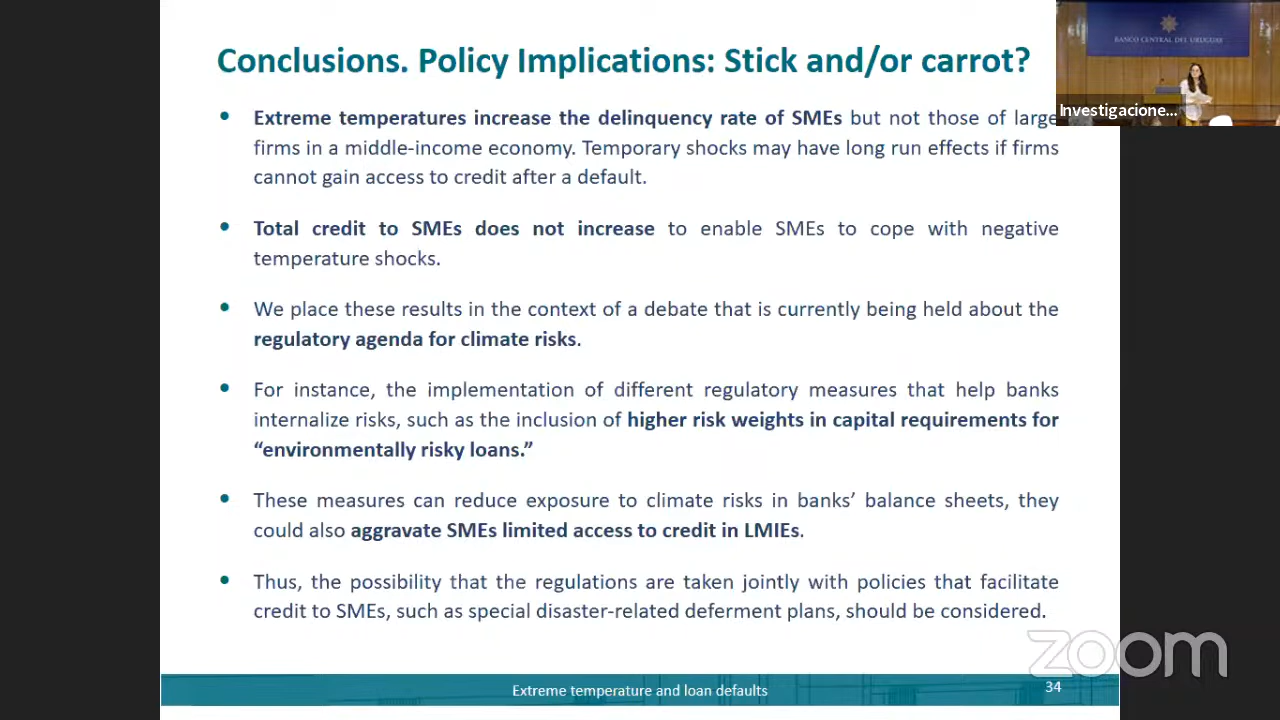 Conclusions. Policy Implications: Stick and/or carrot?
BANCO CENTRAL DEL URUGUAY
Investigacione...
• Extreme temperatures increase the delinquency rate of SMEs but not those of large
firms in a middle-income economy. Temporary shocks may have long run effects if firms
cannot gain access to credit after a default.
• Total credit to SMEs does not increase to enable SMEs to cope with negative
temperature shocks.
• We place these results in the context of a debate that is currently being held about the
regulatory agenda for climate risks.
• For instance, the implementation of different regulatory measures that help banks
internalize risks, such as the inclusion of higher risk weights in capital requirements for
“environmentally risky loans.”
• These measures can reduce exposure to climate risks in banks’ balance sheets, they
could also aggravate SMEs limited access to credit in LMIEs.
• Thus, the possibility that the regulations are taken jointly with policies that facilitate
credit to SMEs, such as special disaster-related deferment plans, should be considered.
zoom
Extreme temperature and loan defaults
34